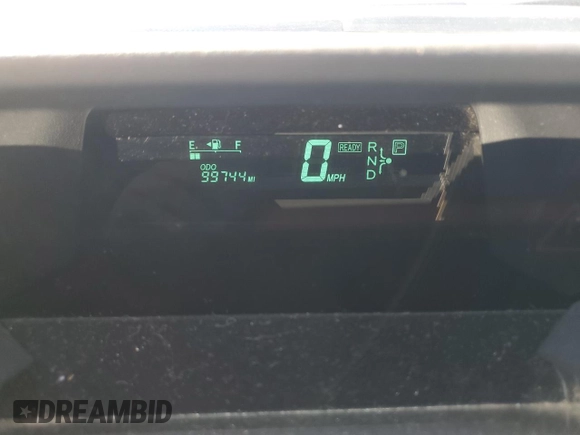 E F
ODO
99744 MI
0 MPH
READY
R P
N
D
DREAMBID